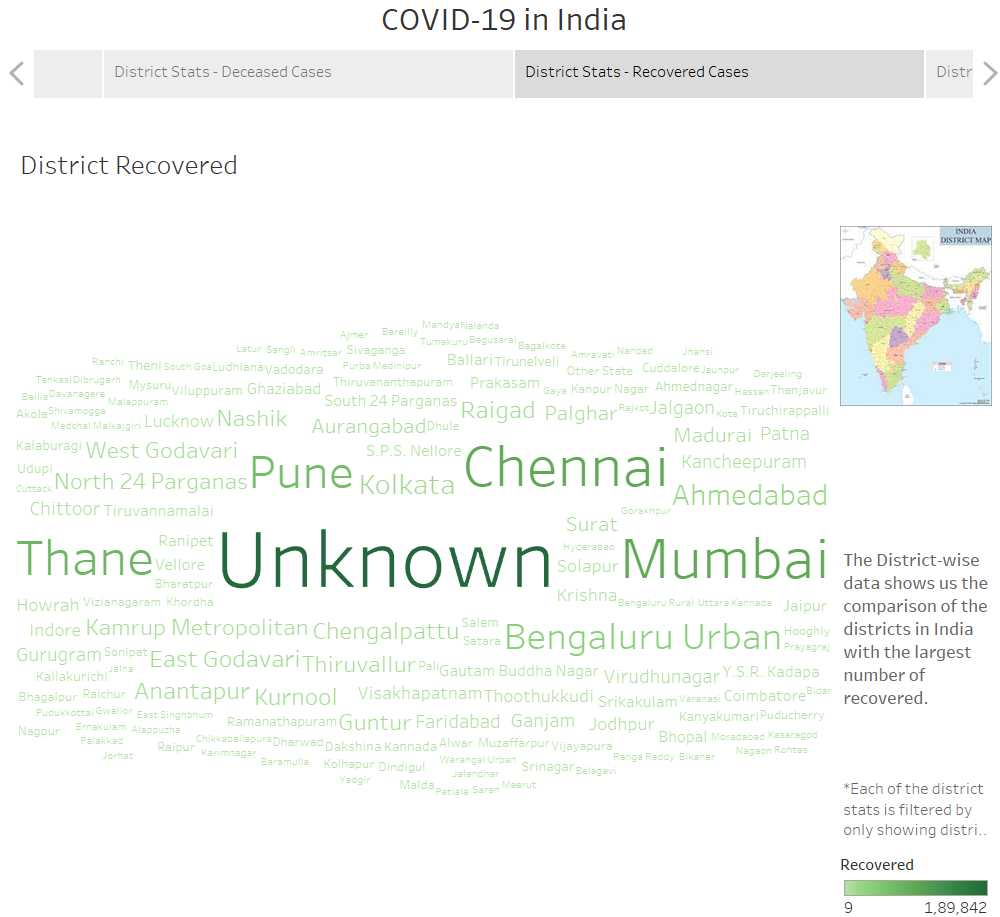 COVID-19 in India
District Stats - Deceased Cases
District Stats - Recovered Cases
Distr
District Recovered
INDIA
DISTRICT MAP
Mandya Nalanda
Ajmer Bareilly
Tumakuru Begusarai
Latur Sangli Amritsar Sivaganga Bagalkote
Ranchi Theni South Goa Ludhiana Vadodara Purba Medinipur Ballari Tirunelveli Amravati Nanded Jhansi
Other State Cuddalore Jaunpur Darjeeling
Tenkasi Dibrugarh Mysuru Viluppuram Ghaziabad Thiruvananthapuram Prakasam Gaya Kanpur Nagar Ahmednagar Hassan Thanjavur
Ballia Davanagere Malappuram South 24 Parganas
Akola Shivamogga Medchal Malkajgiri Lucknow Nashik Aurangabad Dhule Raigad Palghar Rajkot Jalgaon Kota Tiruchirappalli
Kalaburagi West Godavari S.P.S. Nellore Madurai Patna
Udupi Pune Chennai Kancheepuram
Cuttack North 24 Parganas Kolkata Ahmedabad
Chittoor Tiruvannamalai Gorakhpur
Surat
Thane Ranipet Unknown Hyderabad Mumbai
Vellore Solapur
Bharatpur
Howrah Vizianagaram Khordha Krishna Bengaluru Rural Uttara Kannada Jaipur
Indore Kamrup Metropolitan Chengalpattu Salem Bengaluru Urban Hooghly
Satara Prayagraj
Gurugram Sonipat East Godavari Thiruvallur Pali Gautam Buddha Nagar Virudhunagar Y.S.R. Kadapa
Jalna
Kallakurichi
Bhagalpur Raichur Anantapur Kurnool Visakhapatnam Thoothukkudi Srikakulam Varanasi Coimbatore Bidar
Pudukkottai Gwalior East Singhbhum Ramanathapuram Guntur Faridabad Ganjam Jodhpur Kanyakumari Puducherry
Nagpur Ernakulam Alappuzha
Palakkad Raipur Chikkaballapura Dharwad Dakshina Kannada Alwar Muzaffarpur Vijayapura Bhopal Moradabad Kasaragod
Jorhat Karimnagar Baramulla Kolhapur Dindigul Warangal Urban Srinagar Ranga Reddy Bikaner Nagaon Rohtas
Yadgir Jalandhar Belagavi
Malda Patiala Saran Meerut
The District-wise
data shows us the
comparison of the
districts in India
with the largest
number of
recovered.
*Each of the district
stats is filtered by
only showing distri..
Recovered
9 1,89,842